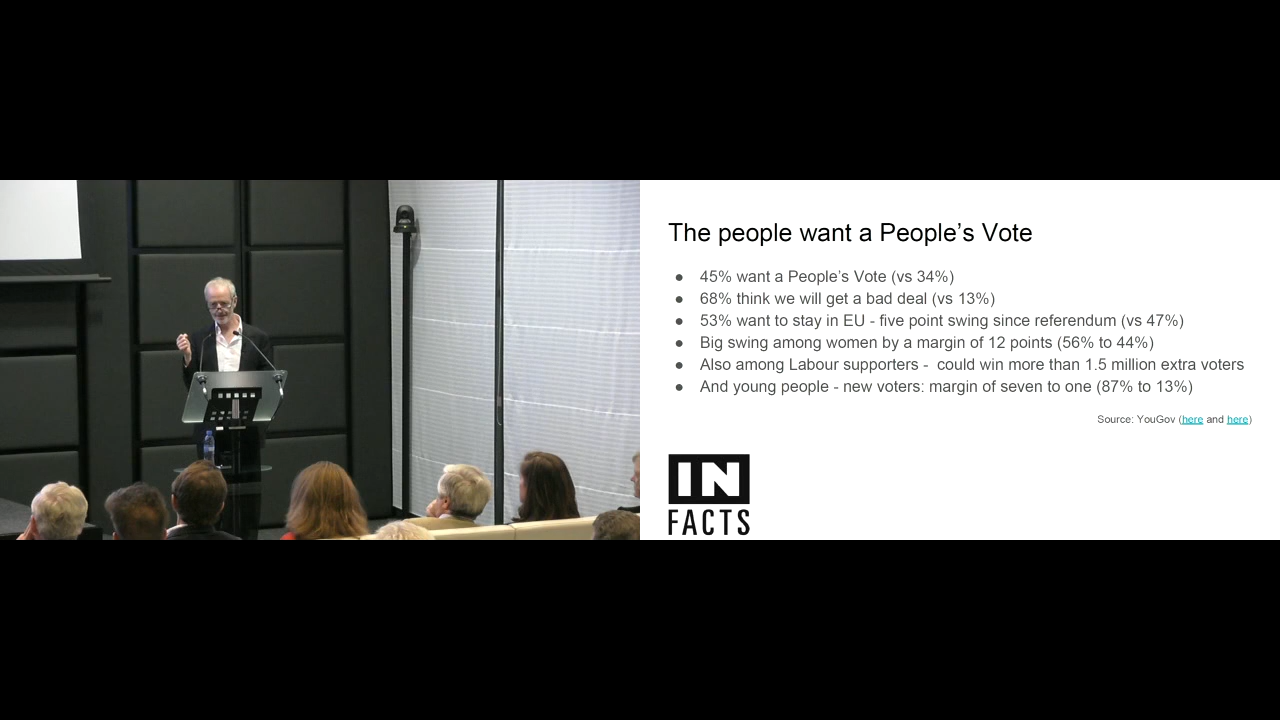 The people want a People’s Vote
● 45% want a People’s Vote (vs 34%)
● 68% think we will get a bad deal (vs 13%)
● 53% want to stay in EU - five point swing since referendum (vs 47%)
● Big swing among women by a margin of 12 points (56% to 44%)
● Also among Labour supporters -  could win more than 1.5 million extra voters
● And young people - new voters: margin of seven to one (87% to 13%)
Source: YouGov (here and here)
IN
FACTS